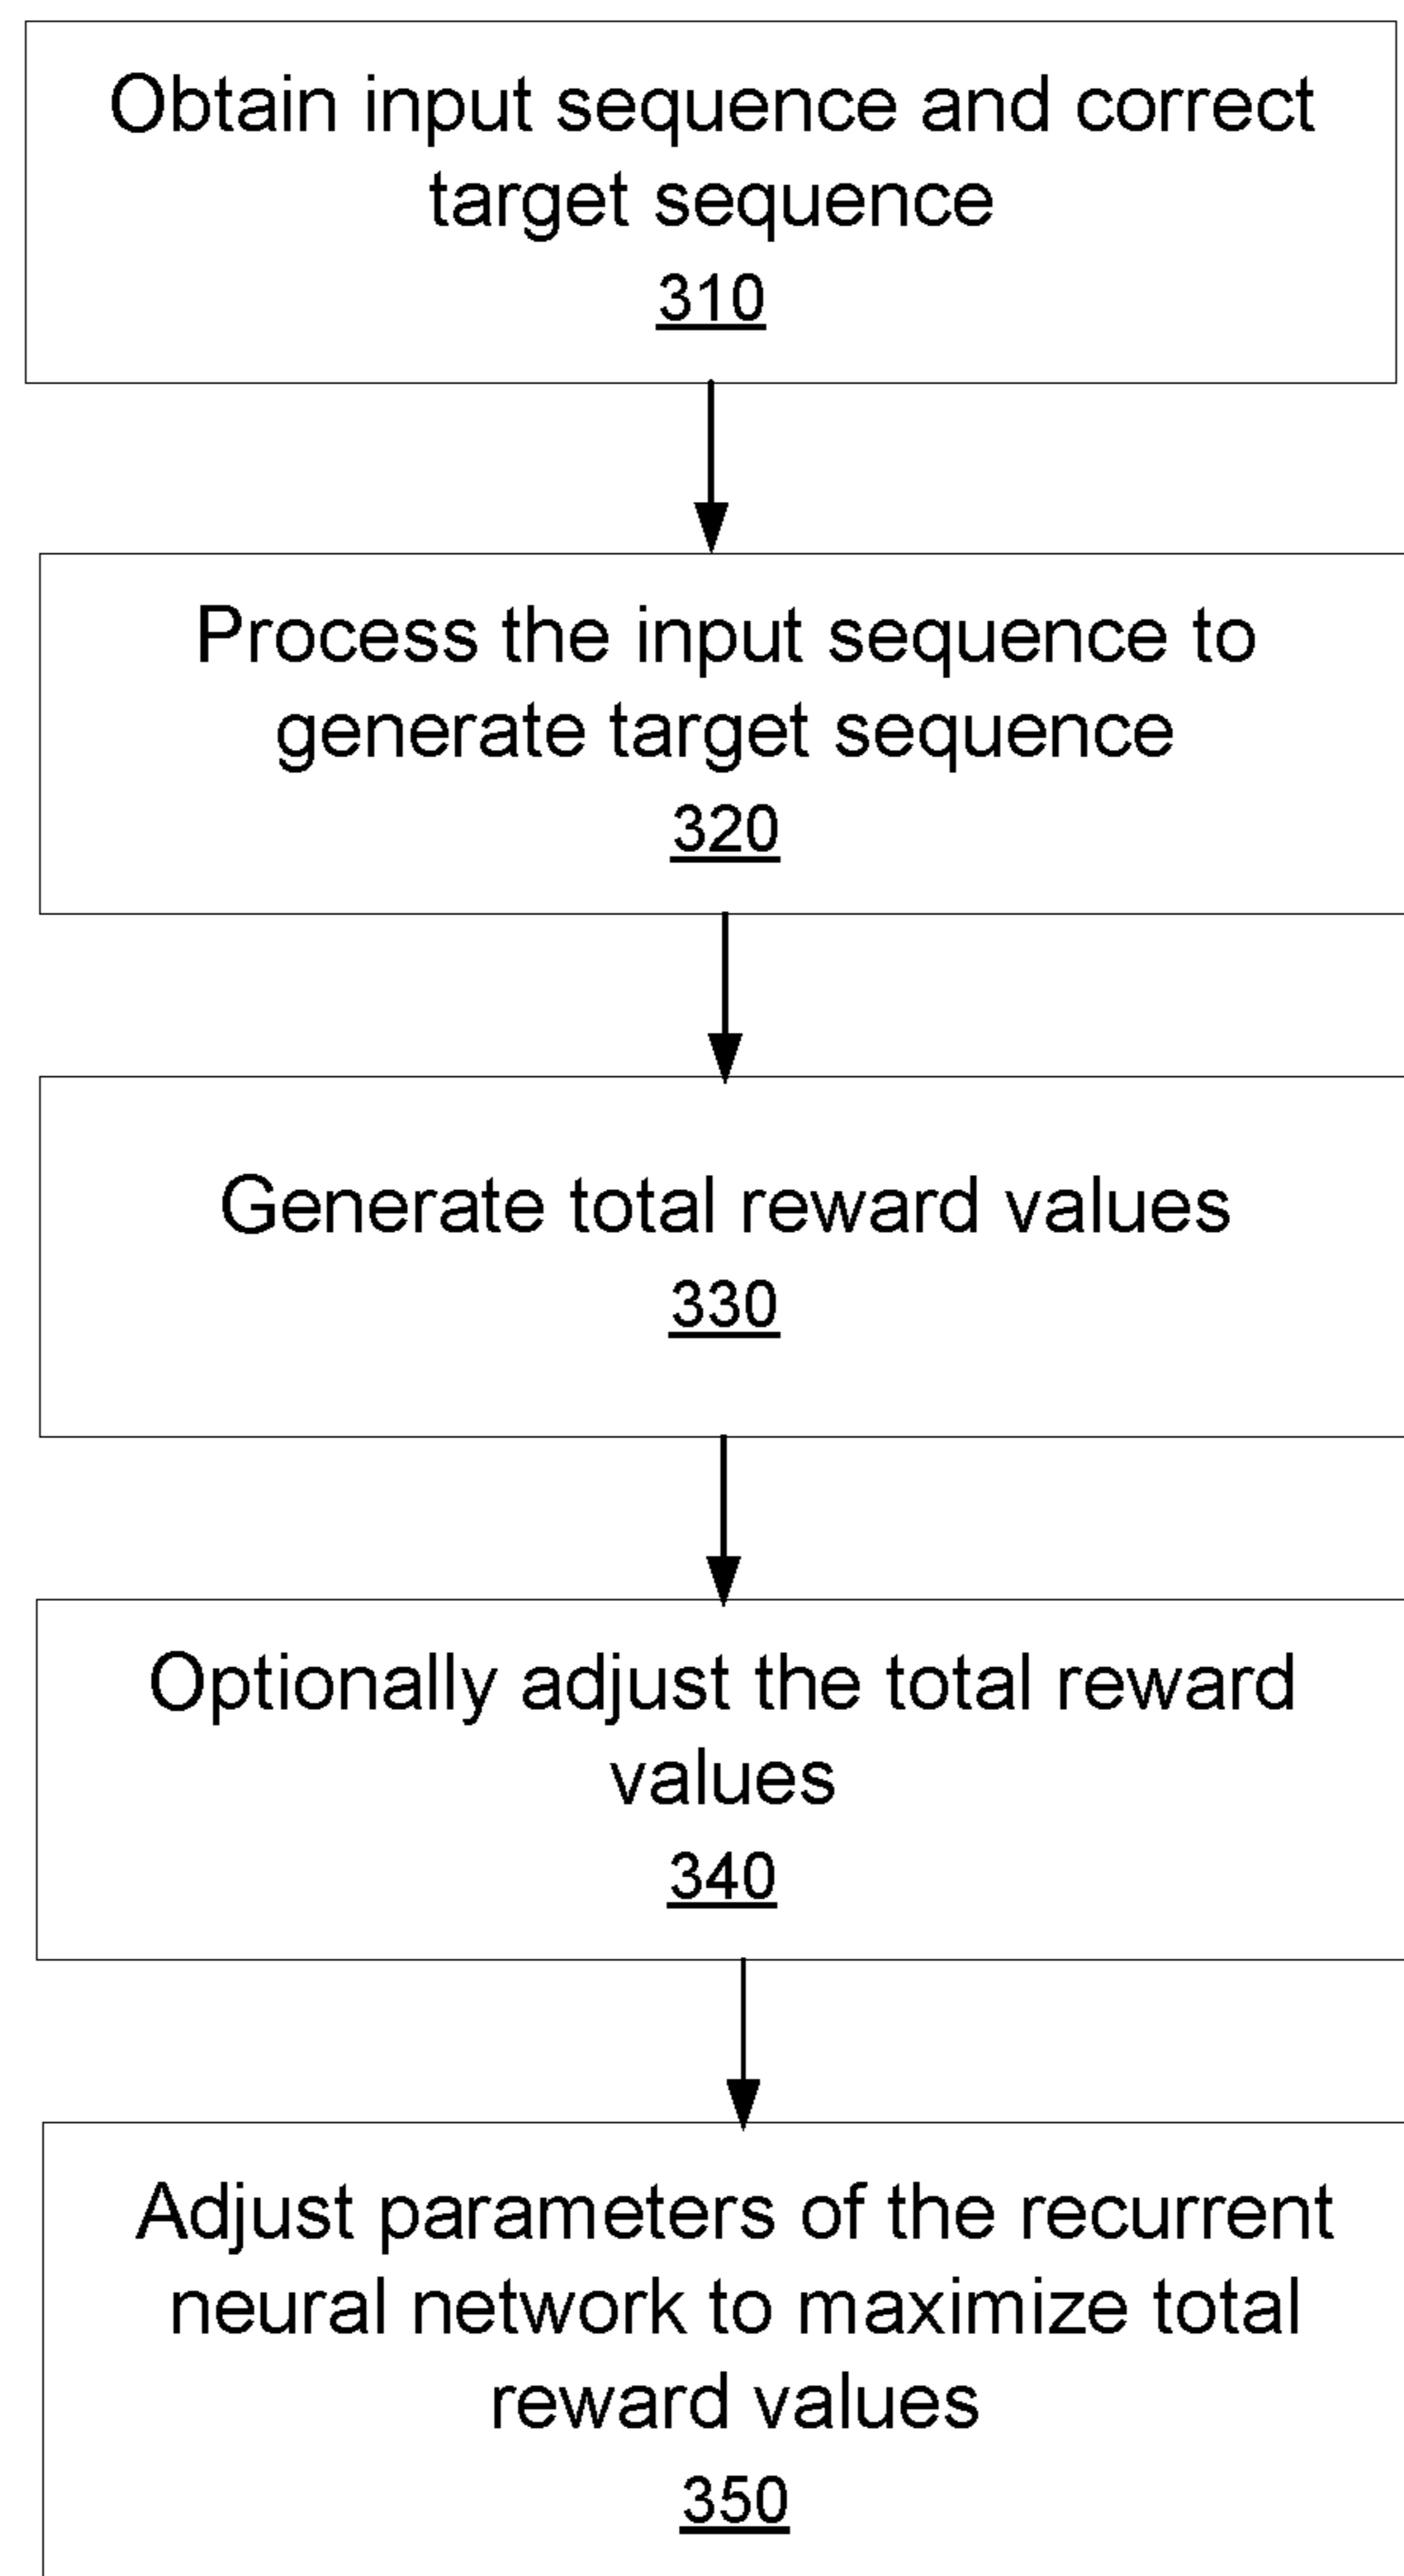 Obtain input sequence and correct
target sequence
310
Process the input sequence to
generate target sequence
320
Generate total reward values
330
Optionally adjust the total reward
values
340
Adjust parameters of the recurrent
neural network to maximize total
reward values
350